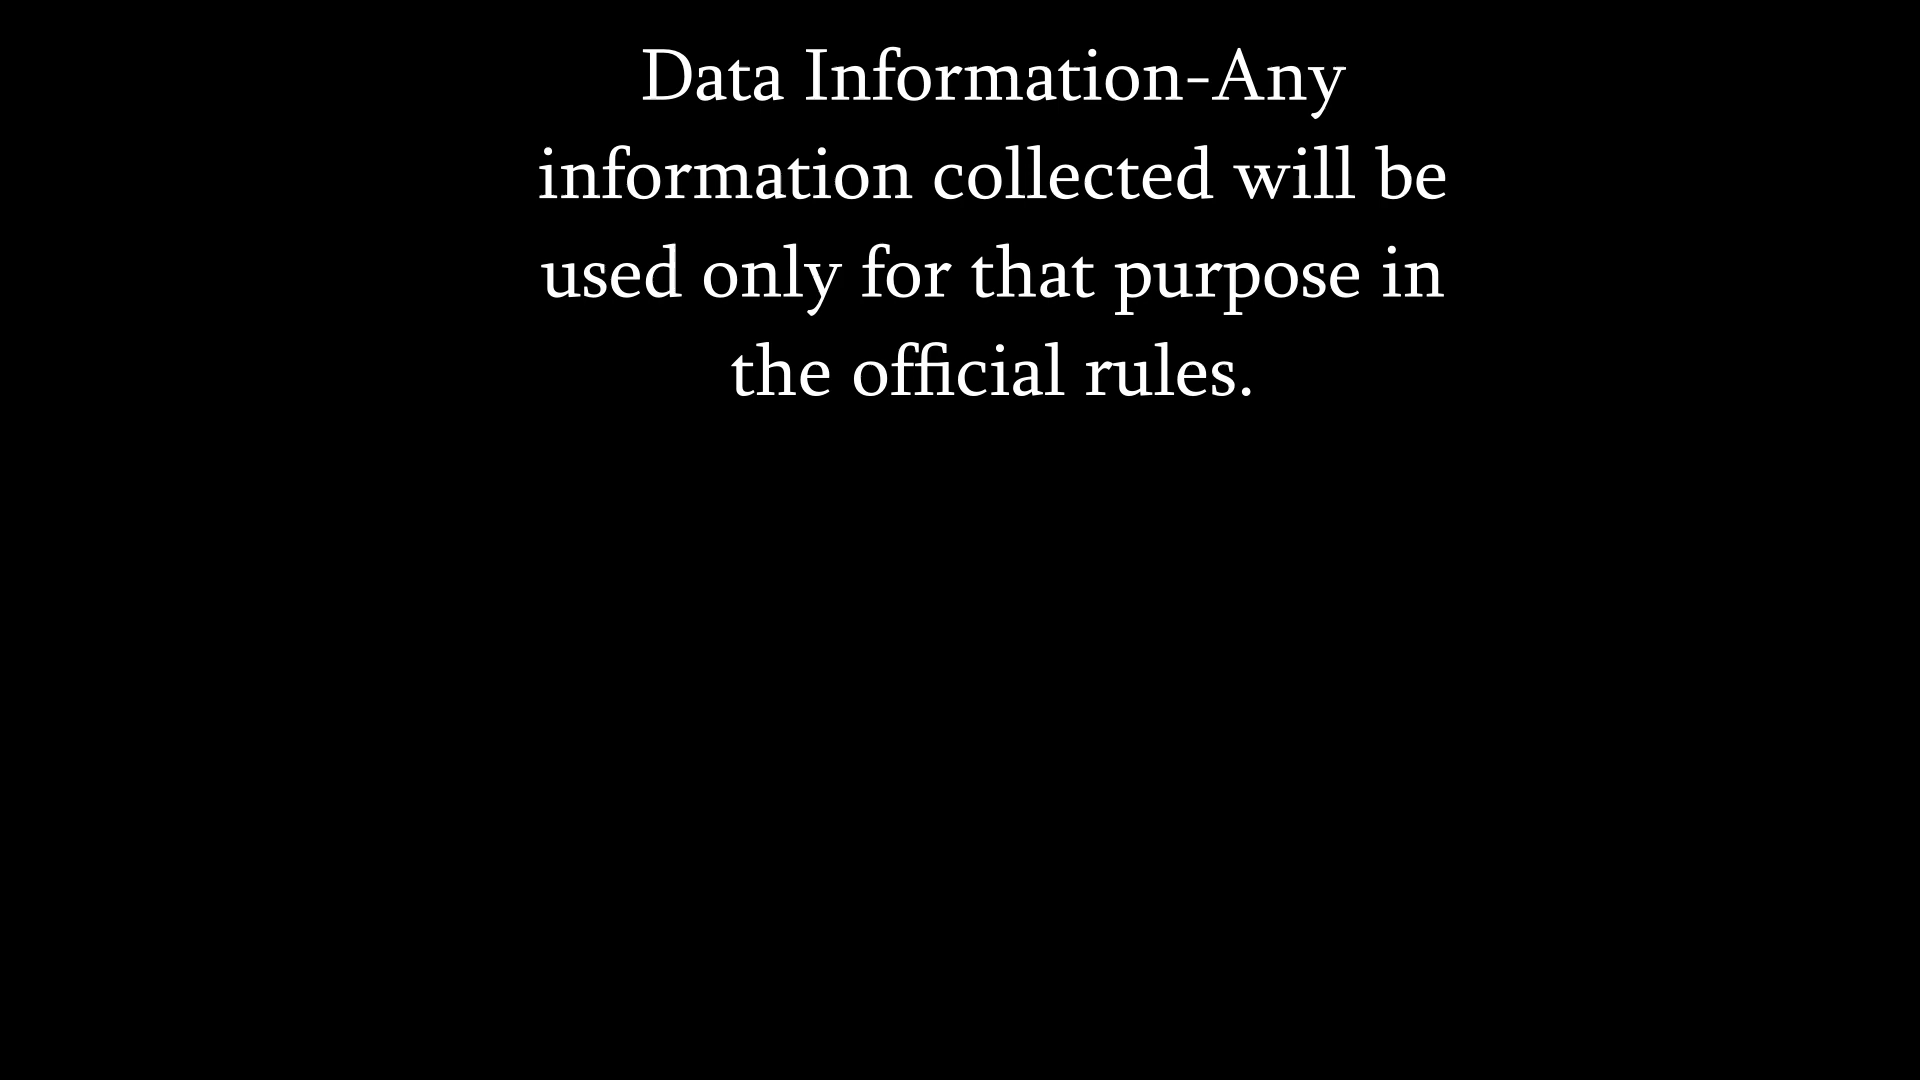 Data Information-Any
information collected will be
used only for that purpose in
the official rules.